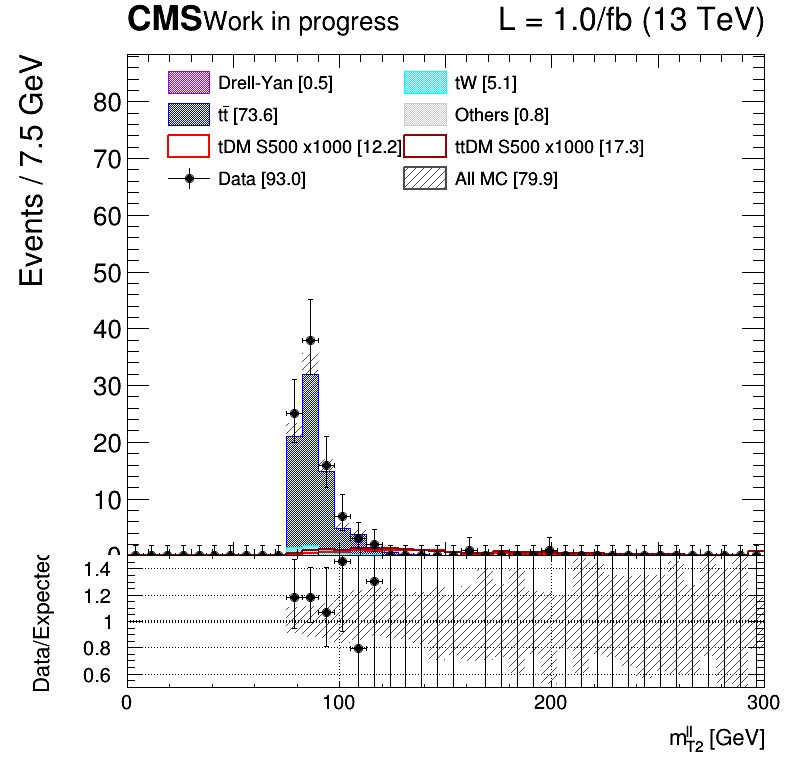 CMS Work in progress L = 1.0/fb (13 TeV)
Drell-Yan [0.5] tW [5.1]
tt̄ [73.6] Others [0.8]
tDM S500 x1000 [12.2] ttDM S500 x1000 [17.3]
Data [93.0] All MC [79.9]
Events / 7.5 GeV
80
70
60
50
40
30
20
10
0
Data/Expected
1.4
1.2
1
0.8
0.6
0 100 200 300
m_{T2}^{ll} [GeV]